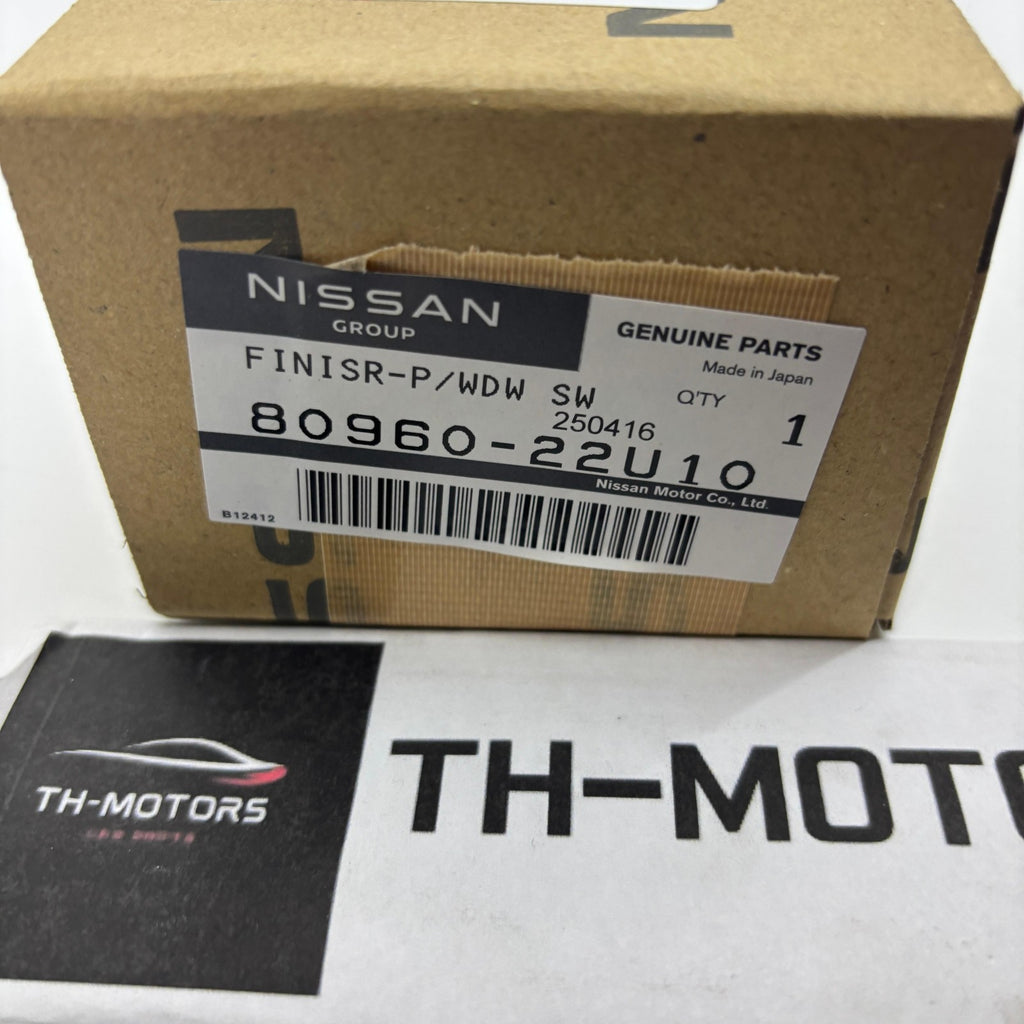 NISSAN
GROUP
GENUINE PARTS
Made in Japan
FINISR-P/WDW SW
Q'TY
1
250416
80960-22U10
Nissan Motor Co., Ltd.
B12412
TH-MOTORS
TH-MOTO